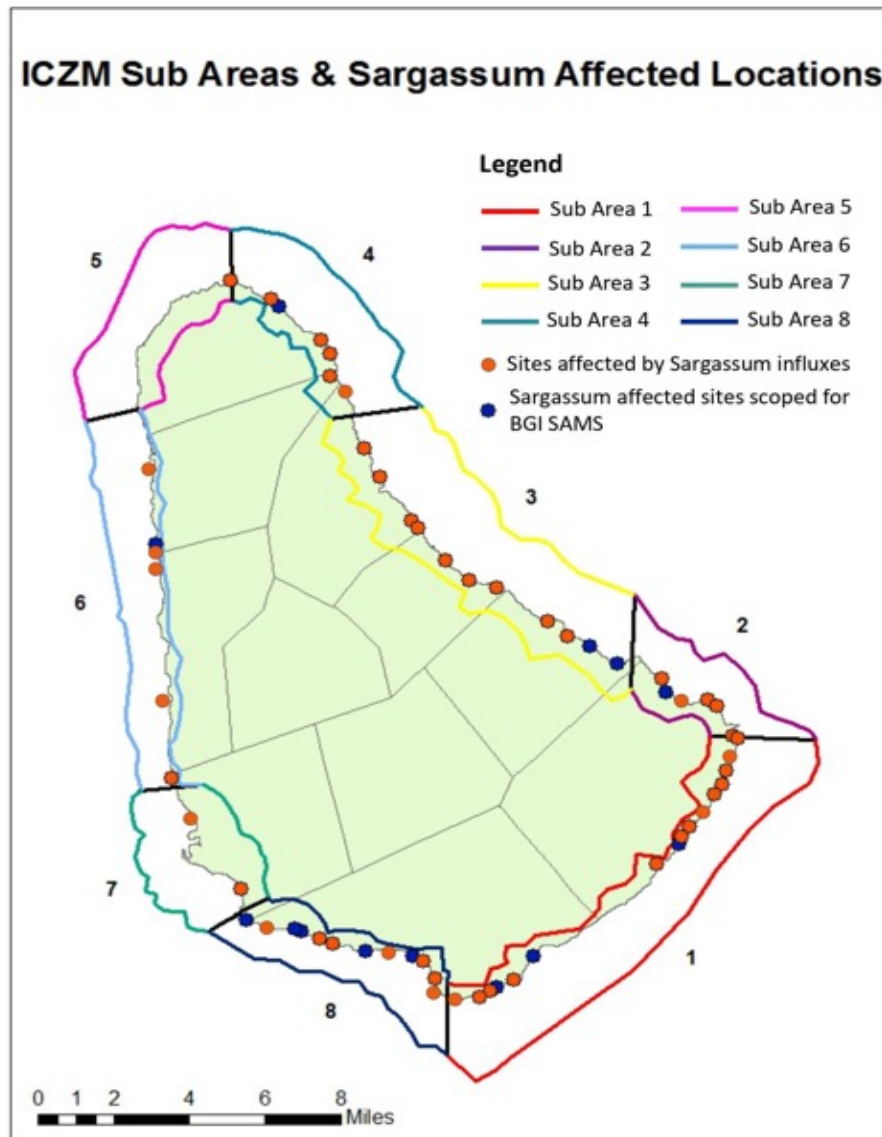 ICZM Sub Areas & Sargassum Affected Locations
Legend
Sub Area 1
Sub Area 5
Sub Area 2
Sub Area 6
Sub Area 3
Sub Area 7
Sub Area 4
Sub Area 8
Sites affected by Sargassum influxes
Sargassum affected sites scoped for
BGI SAMS
5
4
3
6
2
7
1
8
0 1 2 4 6 8
Miles